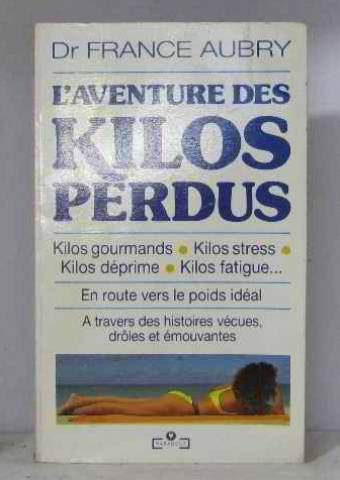 Dr FRANCE AUBRY
L'AVENTURE DES
KILOS
PERDUS
Kilos gourmands • Kilos stress •
Kilos déprime • Kilos fatigue...
En route vers le poids idéal
A travers des histoires vécues,
drôles et émouvantes
MARABOUT